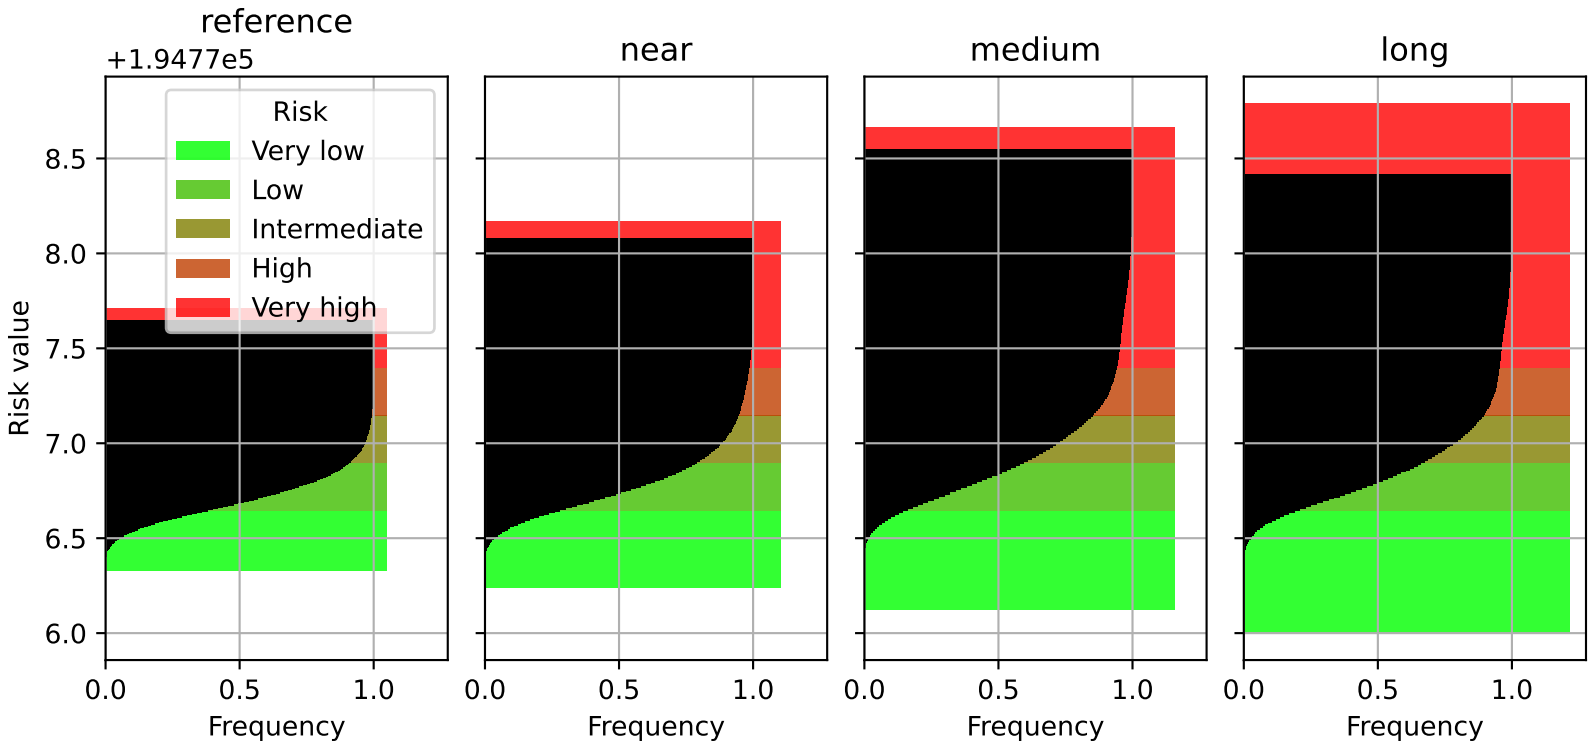 reference
near
medium
long
+1.9477e5
Risk
Very low
Low
Intermediate
High
Very high
Risk value
8.5
8.0
7.5
7.0
6.5
6.0
0.0 0.5 1.0
0.0 0.5 1.0
0.0 0.5 1.0
0.0 0.5 1.0
Frequency
Frequency
Frequency
Frequency